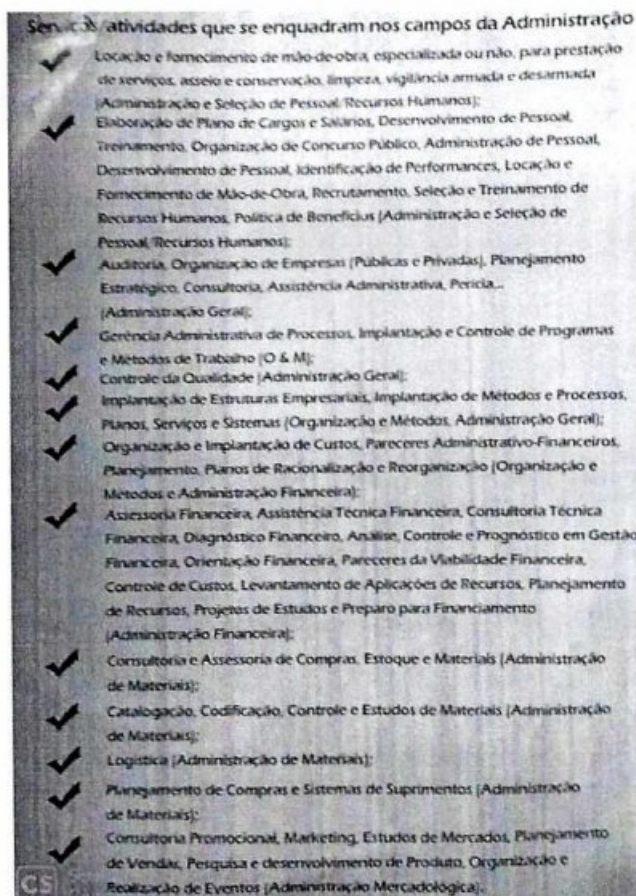 Serviços/atividades que se enquadram nos campos da Administração
Locação e fornecimento de mão-de-obra, especializada ou não, para prestação
de serviços, asseio e conservação, limpeza, vigilância armada e desarmada
(Administração e Seleção de Pessoal/Recursos Humanos);
Elaboração de Plano de Cargos e Salários, Desenvolvimento de Pessoal,
Treinamento, Organização de Concurso Público, Administração de Pessoal,
Desenvolvimento de Pessoal, Identificação de Performances, Locação e
Fornecimento de Mão-de-Obra, Recrutamento, Seleção e Treinamento de
Recursos Humanos, Política de Benefícios (Administração e Seleção de
Pessoal/Recursos Humanos);
Auditoria, Organização de Empresas (Públicas e Privadas), Planejamento
Estratégico, Consultoria, Assistência Administrativa, Perícia...
(Administração Geral);
Gerência Administrativa de Processos, Implantação e Controle de Programas
e Métodos de Trabalho (O & M);
Controle da Qualidade (Administração Geral);
Implantação de Estruturas Empresariais, Implantação de Métodos e Processos,
Planos, Serviços e Sistemas (Organização e Métodos, Administração Geral);
Organização e Implantação de Custos, Pareceres Administrativo-Financeiros,
Planejamento, Planos de Racionalização e Reorganização (Organização e
Métodos e Administração Financeira);
Assessoria Financeira, Assistência Técnica Financeira, Consultoria Técnica
Financeira, Diagnóstico Financeiro, Análise, Controle e Prognóstico em Gestão
Financeira, Orientação Financeira, Pareceres da Viabilidade Financeira,
Controle de Custos, Levantamento de Aplicações de Recursos, Planejamento
de Recursos, Projetos de Estudos e Preparo para Financiamento
(Administração Financeira);
Consultoria e Assessoria de Compras, Estoque e Materiais (Administração
de Materiais);
Catalogação, Codificação, Controle e Estudos de Materiais (Administração
de Materiais);
Logística (Administração de Materiais);
Planejamento de Compras e Sistemas de Suprimentos (Administração
de Materiais);
Consultoria Promocional, Marketing, Estudos de Mercados, Planejamento
de Vendas, Pesquisa e desenvolvimento de Produto, Organização e
Realização de Eventos (Administração Mercadológica);
CS